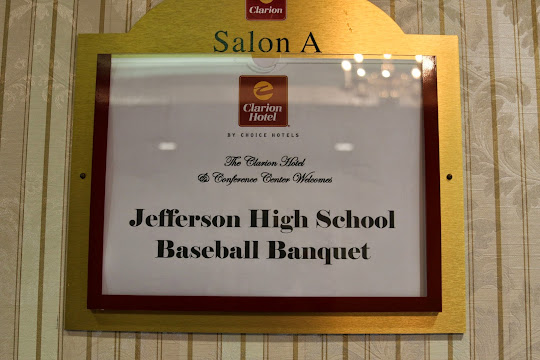 Clarion
Salon A
Clarion
Hotel
BY CHOICE HOTELS
The Clarion Hotel
& Conference Center Welcomes
Jefferson High School
Baseball Banquet